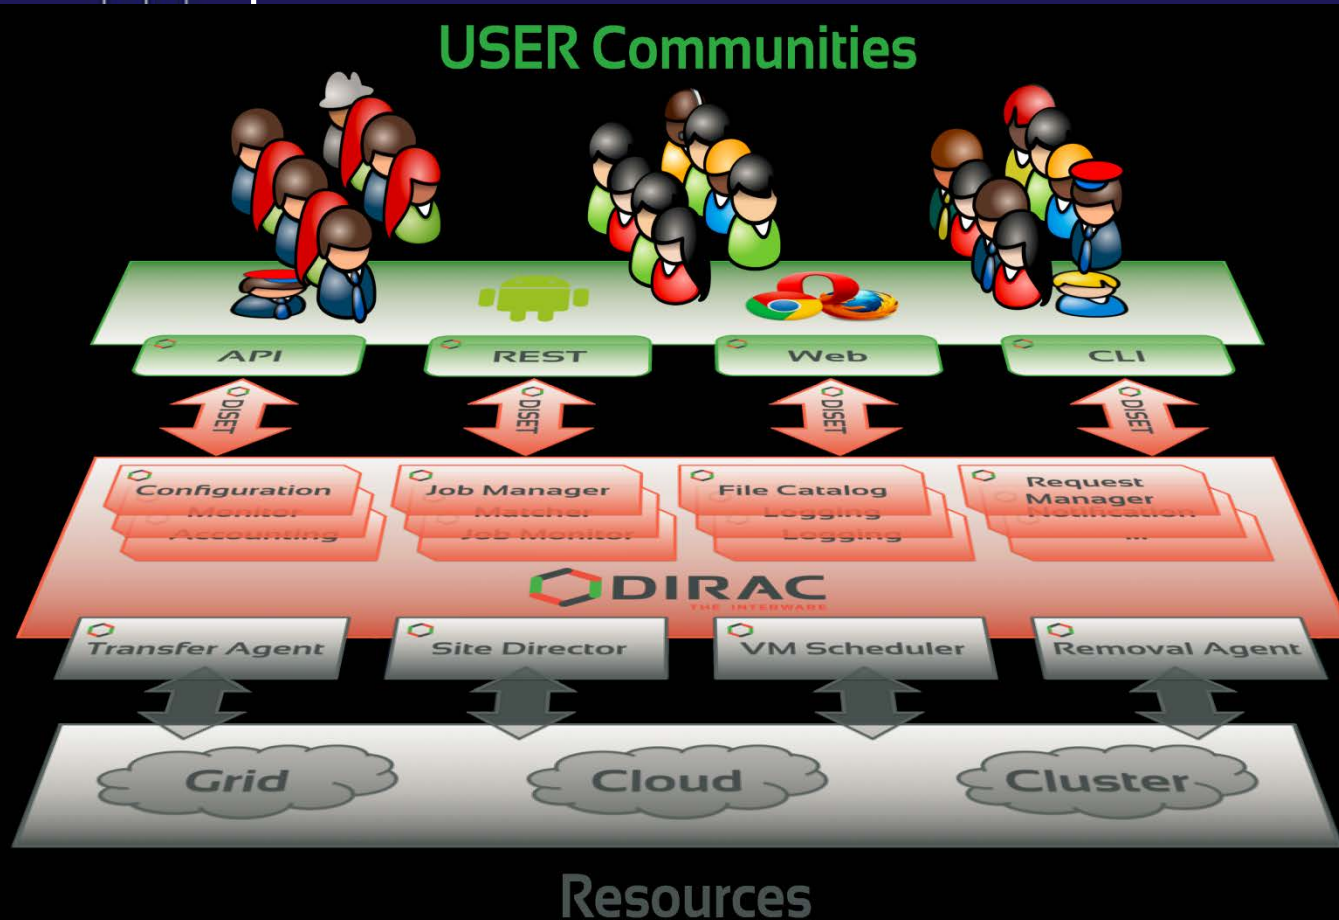 USER Communities
API
REST
Web
CLI
DISET
DISET
DISET
DISET
Configuration
Monitor
Accounting
Job Manager
Matcher
Job Monitor
File Catalog
Logging
Logging
Request
Manager
Notification
...
DIRAC
THE INTERWARE
Transfer Agent
Site Director
VM Scheduler
Removal Agent
Grid
Cloud
Cluster
Resources